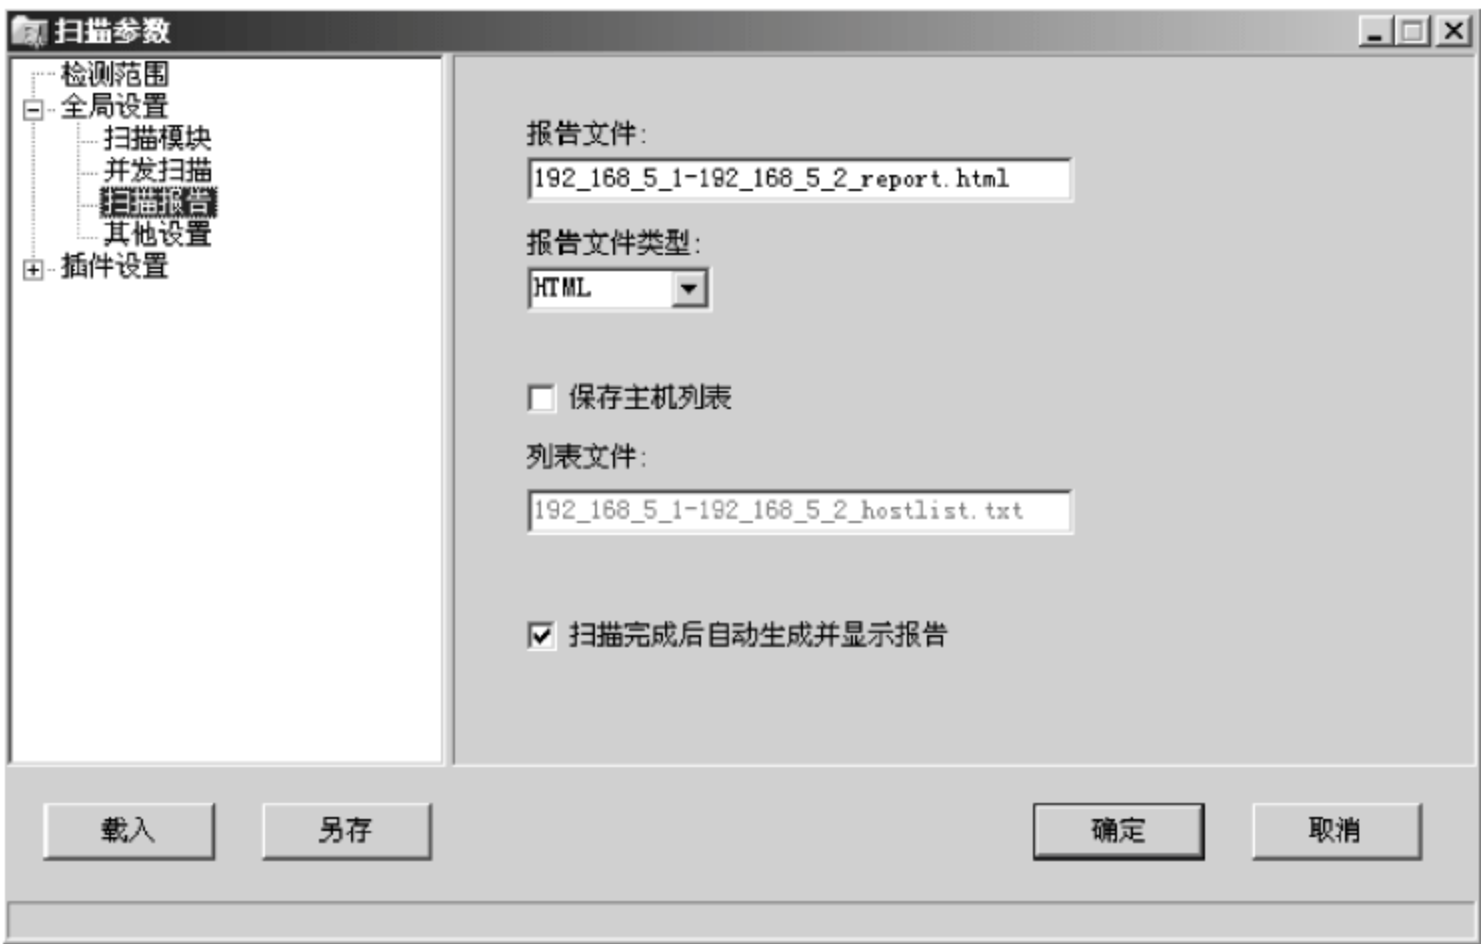 扫描参数
检测范围
全局设置
扫描模块
并发扫描
扫描报告
其他设置
插件设置
报告文件:
192_168_5_1-192_168_5_2_report.html
报告文件类型:
HTML
保存主机列表
列表文件:
192_168_5_1-192_168_5_2_hostlist.txt
扫描完成后自动生成并显示报告
载入 另存 确定 取消